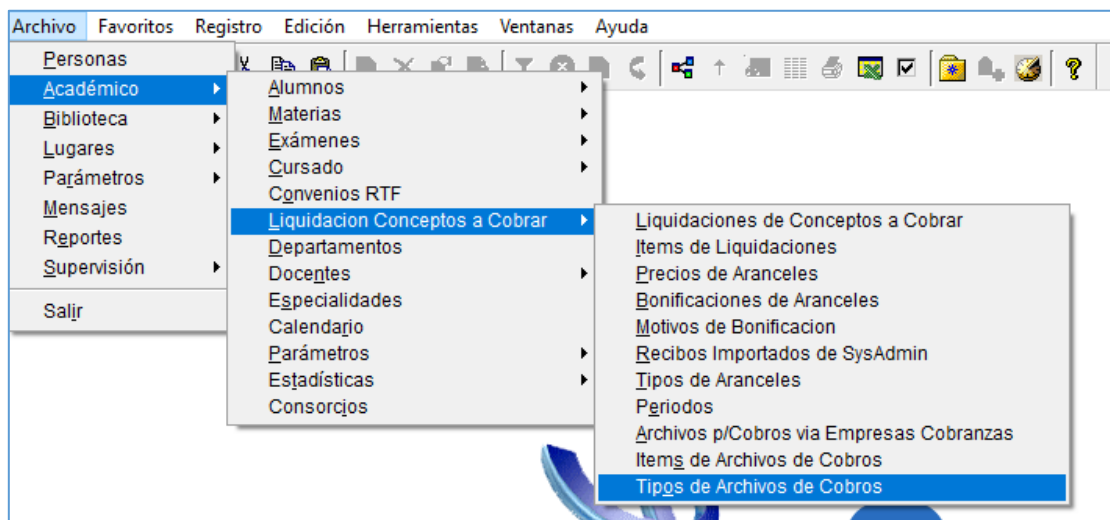 Archivo Favoritos Registro Edición Herramientas Ventanas Ayuda
Personas
Académico
Biblioteca
Lugares
Parámetros
Mensajes
Reportes
Supervisión
Salir
Alumnos
Materias
Exámenes
Cursado
Convenios RTF
Liquidacion Conceptos a Cobrar
Departamentos
Docentes
Especialidades
Calendario
Parámetros
Estadísticas
Consorcios
Liquidaciones de Conceptos a Cobrar
Items de Liquidaciones
Precios de Aranceles
Bonificaciones de Aranceles
Motivos de Bonificacion
Recibos Importados de SysAdmin
Tipos de Aranceles
Periodos
Archivos p/Cobros via Empresas Cobranzas
Items de Archivos de Cobros
Tipos de Archivos de Cobros